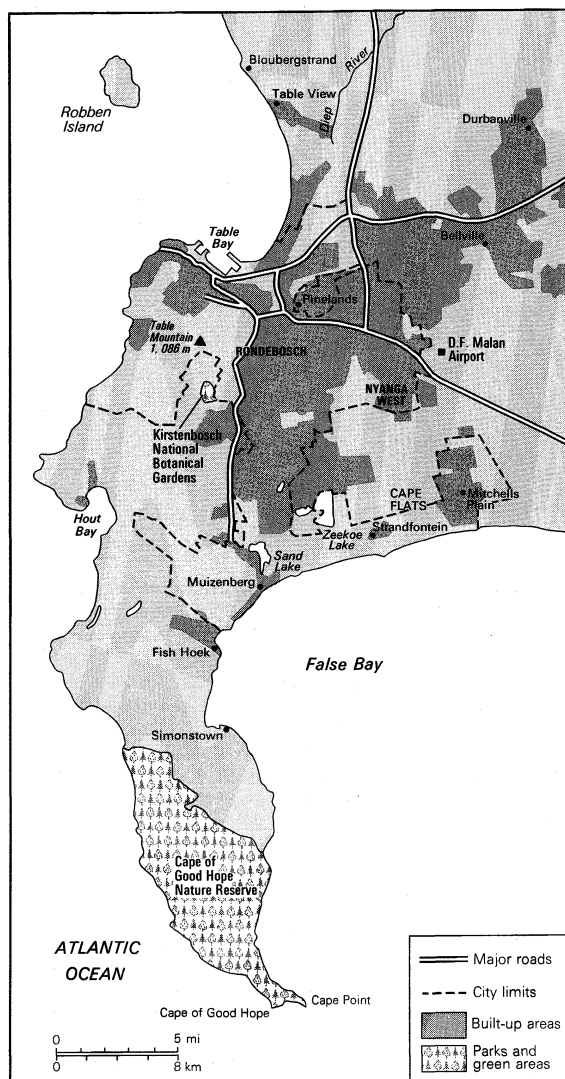 Bloubergstrand
River
Table View
Robben
Island
Diep
Durbanville
Table
Bay
Bellville
Pinelands
Table
Mountain
1, 086 m
D.F. Malan
Airport
RONDEBOSCH
NYANGA
WEST
Kirstenbosch
National
Botanical
Gardens
CAPE
FLATS
Mitchells
Plain
Hout
Bay
Zeekoe
Lake
Strandfontein
Sand
Lake
Muizenberg
Fish Hoek
False Bay
Simonstown
Cape of
Good Hope
Nature Reserve
ATLANTIC
OCEAN
Cape Point
Cape of Good Hope
0 5 mi
0 8 km
Major roads
City limits
Built-up areas
Parks and
green areas